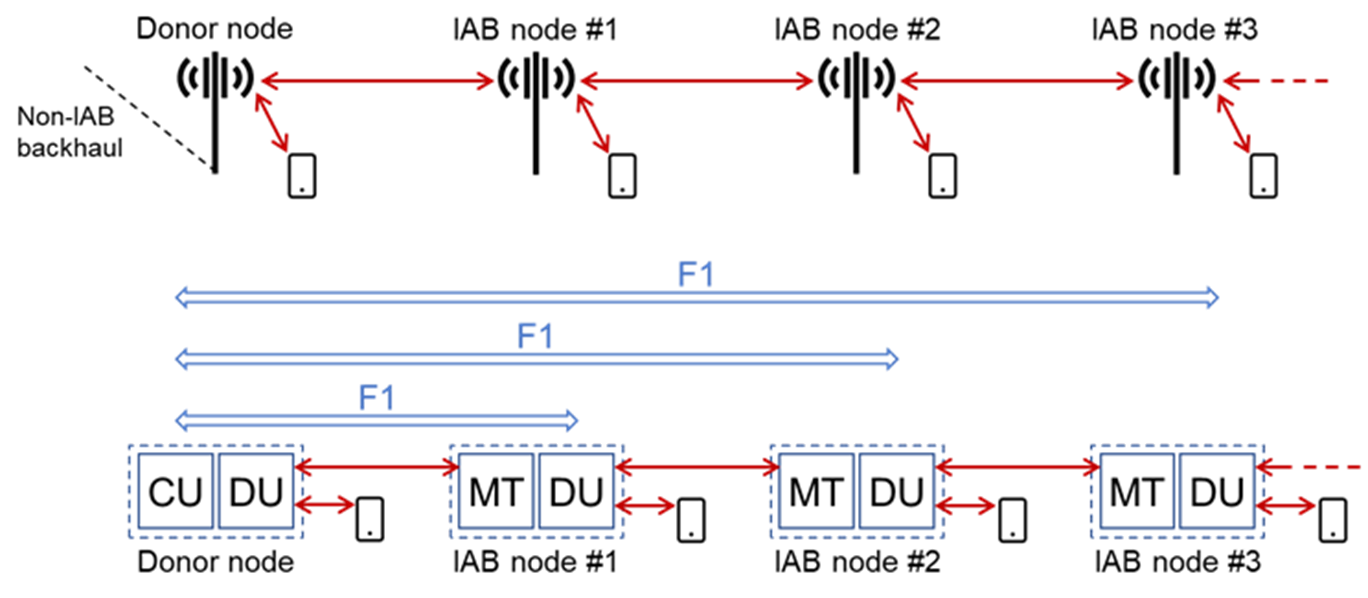 Donor node
IAB node #1
IAB node #2
IAB node #3
Non-IAB
backhaul
F1
F1
F1
CU
DU
MT
DU
MT
DU
MT
DU
Donor node
IAB node #1
IAB node #2
IAB node #3